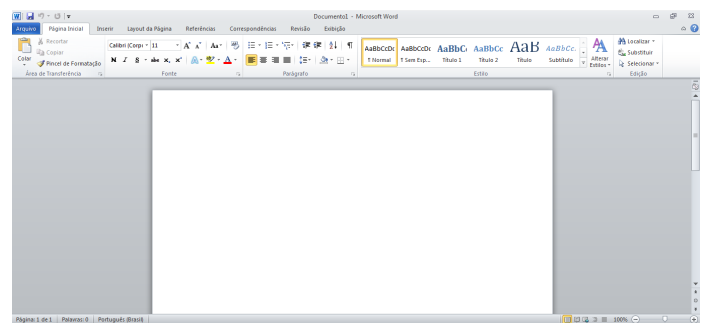 Documento1 - Microsoft Word
Arquivo Página Inicial Inserir Layout da Página Referências Correspondências Revisão Exibição
Recortar
Copiar
Pincel de Formatação
Colar
Área de Transferência
Calibri (Corpo 11
Aa
N I S abe x, x²
A
Fonte
Parágrafo
AaBbCcDc AaBbCcDc AaBbC AaBbCc AaB AaBbCc.
¶ Normal ¶ Sem Esp... Título 1 Título 2 Título Subtítulo
Alterar
Estilos
Estilo
Localizar
Substituir
Selecionar
Edição
Página: 1 de 1 Palavras: 0 Português (Brasil) 100%